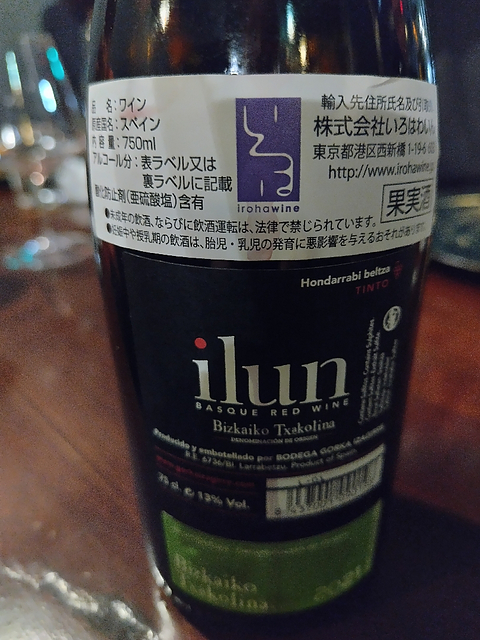 品 名：ワイン
原産国名：スペイン
内 容 量：750ml
アルコール分：表ラベル又は
裏ラベルに記載
酸化防止剤(亜硫酸塩)含有
いろは
irohawine
輸入先住所氏名及び引
株式会社いろはわい
東京都港区西新橋 1-19-6
http://www.irohawine
果実酒
●未成年の飲酒、ならびに飲酒運転は、法律で禁じられています。
●妊娠中や授乳期の飲酒は、胎児・乳児の発育に悪影響を与えるおそれが
Hondarrabi beltza
TINTO
ilun
BASQUE RED WINE
Bizkaiko Txakolina
DENOMINACIÓN DE ORIGEN
Producido y embotellado por BODEGA GORKA
R.E. 6736/BI. Larrabetzu. Product of Spain
75 cl. e 13% Vol.
Bizkaiko
Txakolina